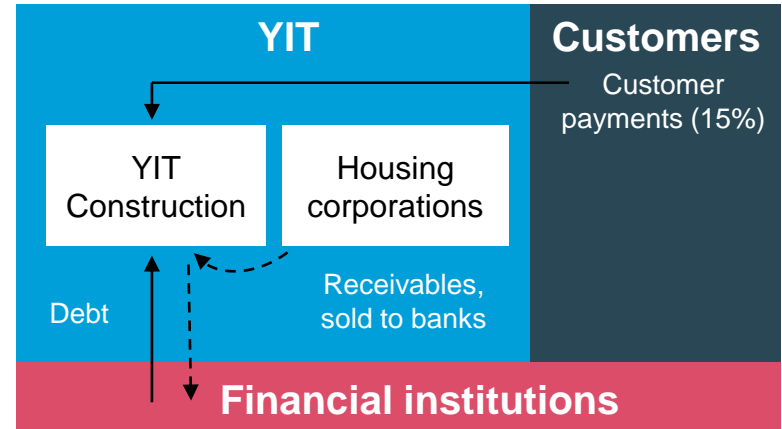 YIT
Customers
Customer
payments (15%)
YIT
Construction
Housing
corporations
Receivables,
sold to banks
Debt
Financial institutions